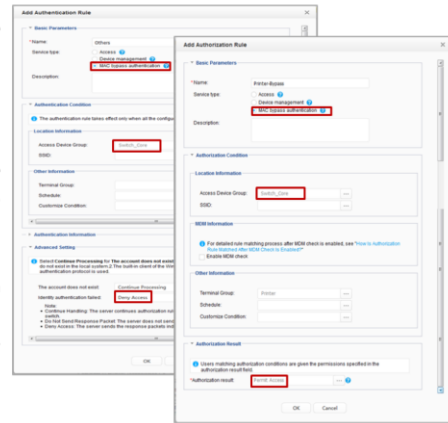 Add Authentication Rule
Basic Parameters
*Name: Others
Service type: Access
Device management
MAC bypass authentication
Description:
Authentication Condition
The authentication rule takes effect only when all the configu
Location Information
Access Device Group: Switch_Core
SSID:
Other Information
Terminal Group:
Schedule:
Customize Condition:
Authentication Information
Advanced Setting
Select Continue Processing for The account does not exist
do not exist in the local system.2.The built-in client of the
authentication protocol is used.
The account does not exist: Continue Processing
Identity authentication failed: Deny Access
Note:
Continue Handling: The server continues authorization
switch.
Do Not Send Response Packet: The server does not send
Deny Access: The server sends the response packets
OK
Add Authorization Rule
Basic Parameters
*Name: Printer-Bypass
Service type: Access
Device management
MAC bypass authentication
Description:
Authorization Condition
Location Information
Access Device Group: Switch_Core
SSID:
MDM Information
For detailed rule matching process after MDM check is enabled, see "How Is Authorization
Rule Matched After MDM Check Is Enabled?"
Enable MDM check
Other Information
Terminal Group: Printer
Schedule:
Customize Condition:
Authorization Result
Users matching authorization conditions are given the permissions specified in the
authorization result field.
*Authorization result: Permit Access
OK Cancel